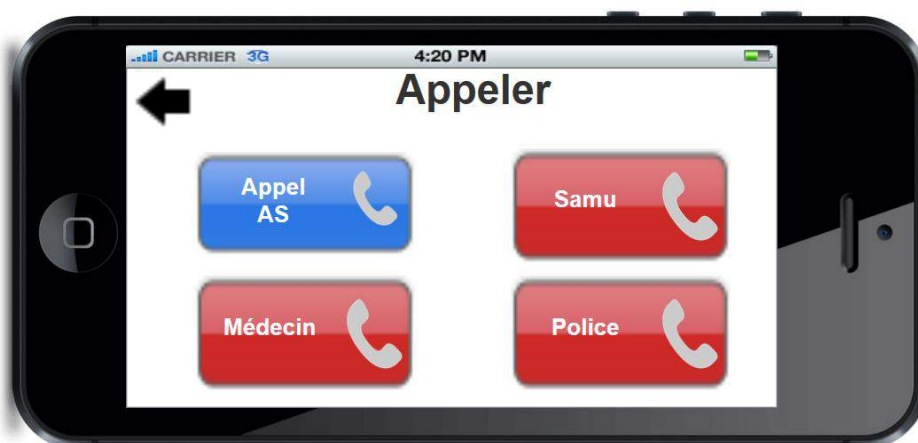 CARRIER 3G 4:20 PM
Appeler
Appel
AS
Samu
Médecin
Police